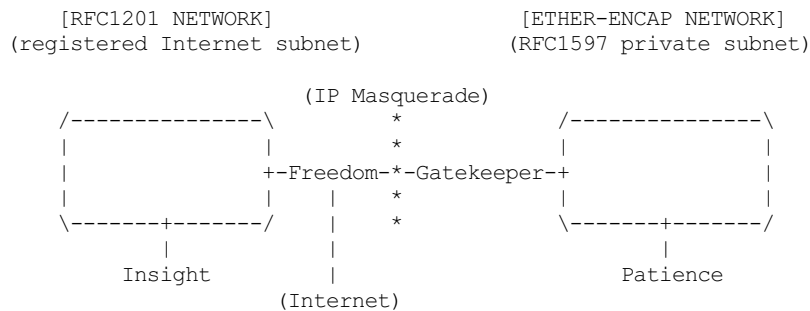 [RFC1201 NETWORK] [ETHER-ENCAP NETWORK]
(registered Internet subnet) (RFC1597 private subnet)
(IP Masquerade)
/---------------\ * /---------------\
| | * | |
| +-Freedom-*-Gatekeeper-+ |
| | | * | |
\-------+-------/ | * \-------+-------/
| | |
Insight | Patience
(Internet)